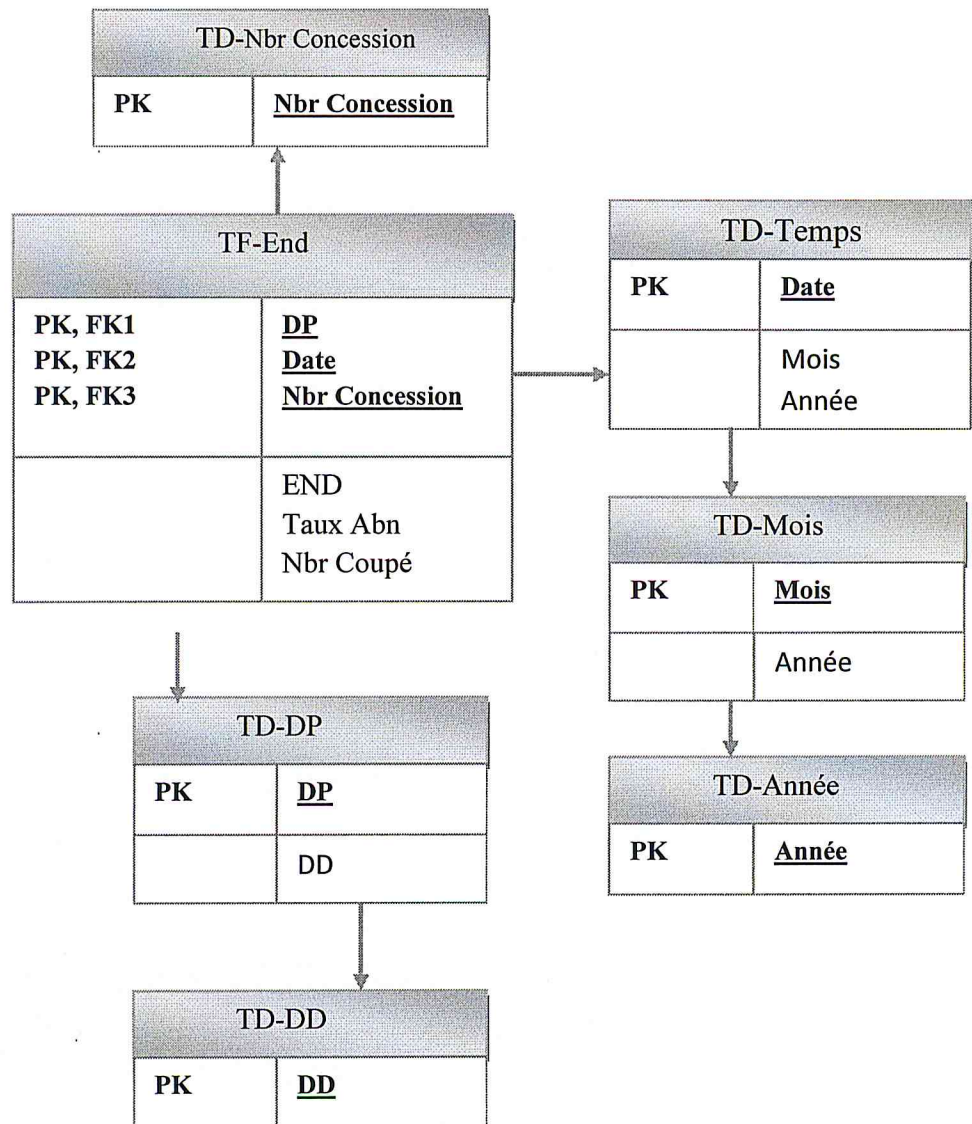 TD-Nbr Concession
PK Nbr Concession
TF-End
PK, FK1 DP
PK, FK2 Date
PK, FK3 Nbr Concession
END
Taux Abn
Nbr Coupé
TD-Temps
PK Date
Mois
Année
TD-Mois
PK Mois
Année
TD-Année
PK Année
TD-DP
PK DP
DD
TD-DD
PK DD